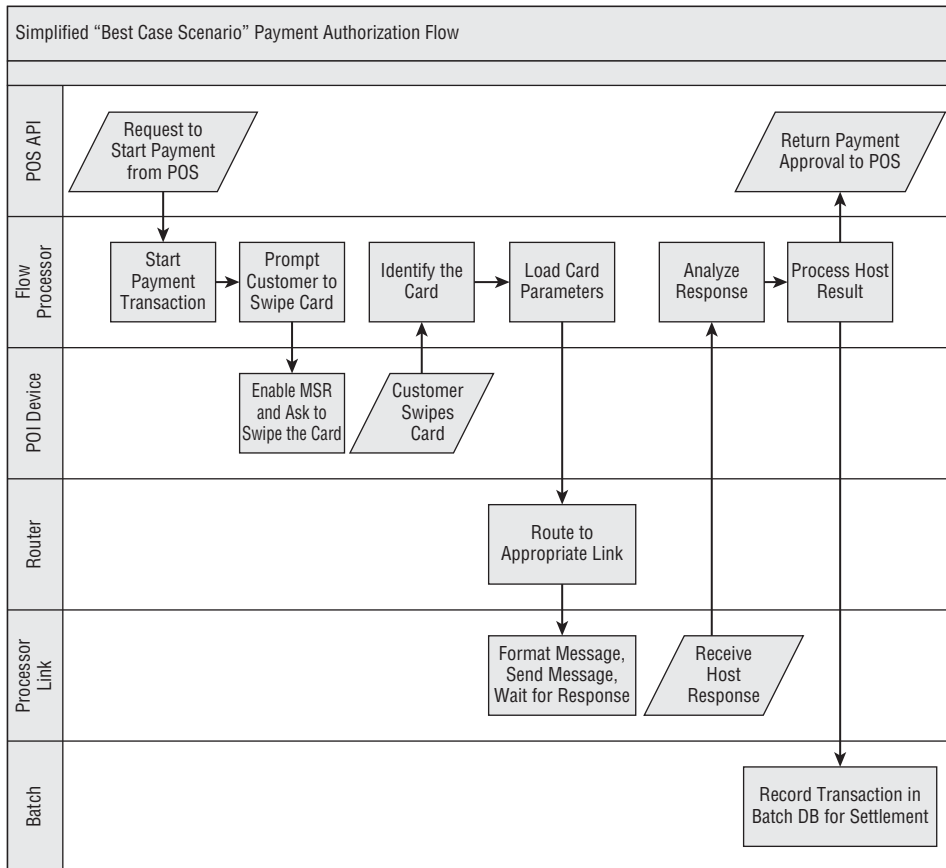 Simplified “Best Case Scenario” Payment Authorization Flow
POS API
Request to
Start Payment
from POS
Return Payment
Approval to POS
Flow
Processor
Start
Payment
Transaction
Prompt
Customer to
Swipe Card
Identify the
Card
Load Card
Parameters
Analyze
Response
Process Host
Result
POI Device
Enable MSR
and Ask to
Swipe the Card
Customer
Swipes
Card
Router
Route to
Appropriate Link
Processor
Link
Format Message,
Send Message,
Wait for Response
Receive
Host
Response
Batch
Record Transaction in
Batch DB for Settlement